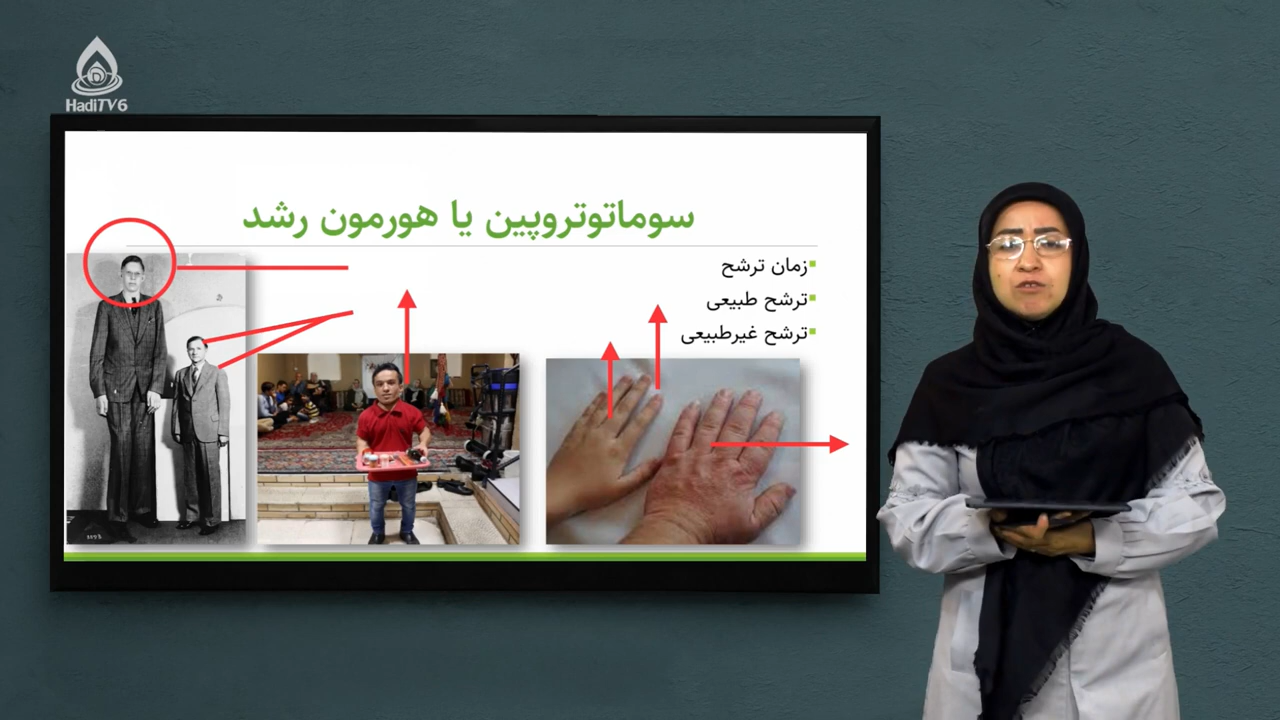 HadiTV6
سوماتوتروپین یا هورمون رشد
زمان ترشح
ترشح طبیعی
ترشح غیرطبیعی